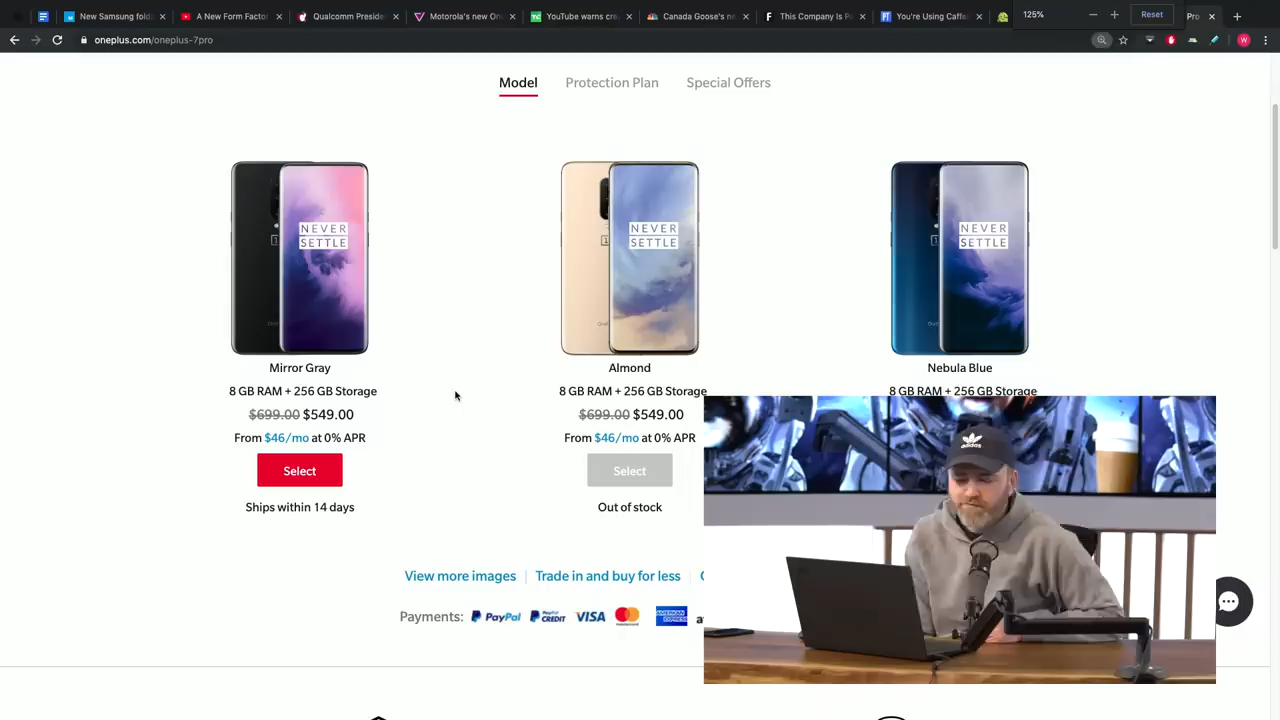 New Samsung fold
A New Form Factor
Qualcomm Preside
Motorola's new On
YouTube warns cre
Canada Goose's ne
This Company Is P
You're Using Caffe
125%
Reset
Pro
oneplus.com/oneplus-7pro
W
Model
Protection Plan
Special Offers
NEVER
SETTLE
NEVER
SETTLE
NEVER
SETTLE
Mirror Gray
8 GB RAM + 256 GB Storage
$699.00 $549.00
From $46/mo at 0% APR
Select
Ships within 14 days
Almond
8 GB RAM + 256 GB Storage
$699.00 $549.00
From $46/mo at 0% APR
Select
Out of stock
Nebula Blue
8 GB RAM + 256 GB Storage
adidas
View more images
Trade in and buy for less
Payments: PayPal PayPal CREDIT VISA mastercard AMERICAN EXPRESS